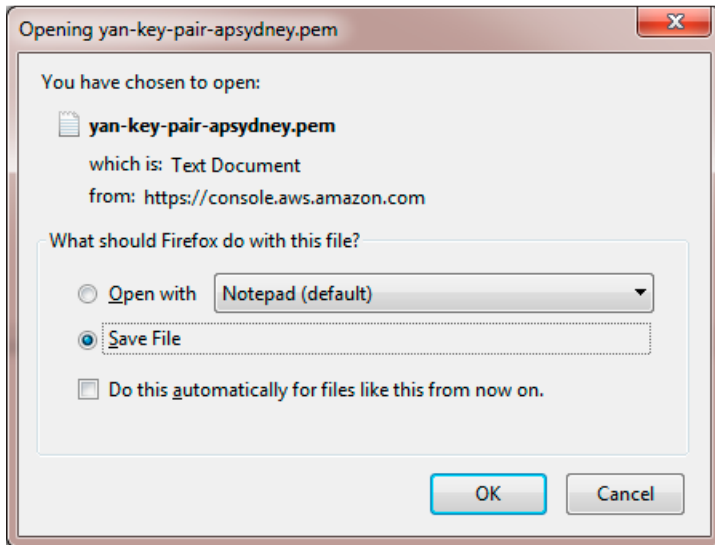 Opening yan-key-pair-apsydney.pem
You have chosen to open:
yan-key-pair-apsydney.pem
which is: Text Document
from: https://console.aws.amazon.com
What should Firefox do with this file?
Open with Notepad (default)
Save File
Do this automatically for files like this from now on.
OK Cancel